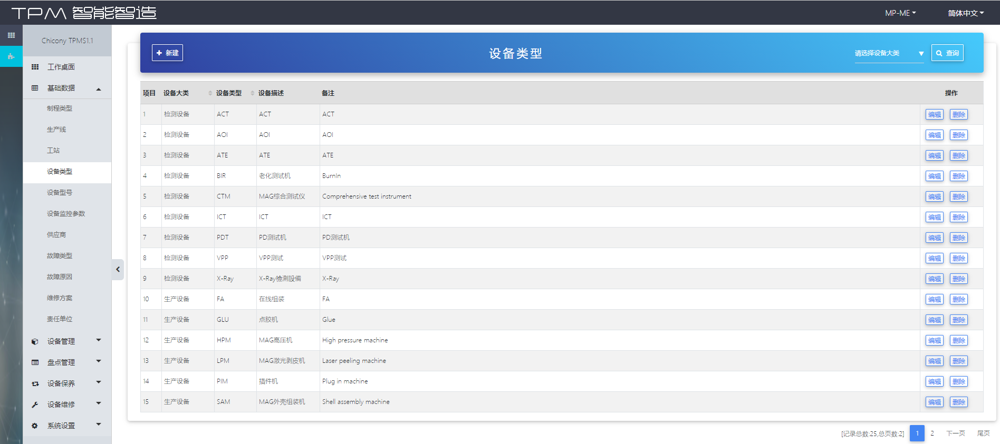 TPM 智能智造
MP-ME
简体中文
Chicony TPMS1.1
工作桌面
基础数据
制程类型
生产线
工站
设备类型
设备型号
设备监控参数
供应商
故障类型
故障原因
维修方案
责任单位
设备管理
盘点管理
设备保养
设备维修
系统设置
新建
设备类型
请选择设备大类
查询
项目 设备大类 设备类型 设备描述 备注 操作
1 检测设备 ACT ACT ACT 编辑 删除
2 检测设备 AOI AOI AOI 编辑 删除
3 检测设备 ATE ATE ATE 编辑 删除
4 检测设备 BIR 老化测试机 BurnIn 编辑 删除
5 检测设备 CTM MAG综合测试仪 Comprehensive test instrument 编辑 删除
6 检测设备 ICT ICT ICT 编辑 删除
7 检测设备 PDT PD测试机 PD测试机 编辑 删除
8 检测设备 VPP VPP测试 VPP测试 编辑 删除
9 检测设备 X-Ray X-Ray檢測設備 X-Ray 编辑 删除
10 生产设备 FA 在线组装 FA 编辑 删除
11 生产设备 GLU 点胶机 Glue 编辑 删除
12 生产设备 HPM MAG高压机 High pressure machine 编辑 删除
13 生产设备 LPM MAG激光剥皮机 Laser peeling machine 编辑 删除
14 生产设备 PIM 插件机 Plug in machine 编辑 删除
15 生产设备 SAM MAG外壳组装机 Shell assembly machine 编辑 删除
[记录总数:25,总页数:2] 1 2 下一页 尾页